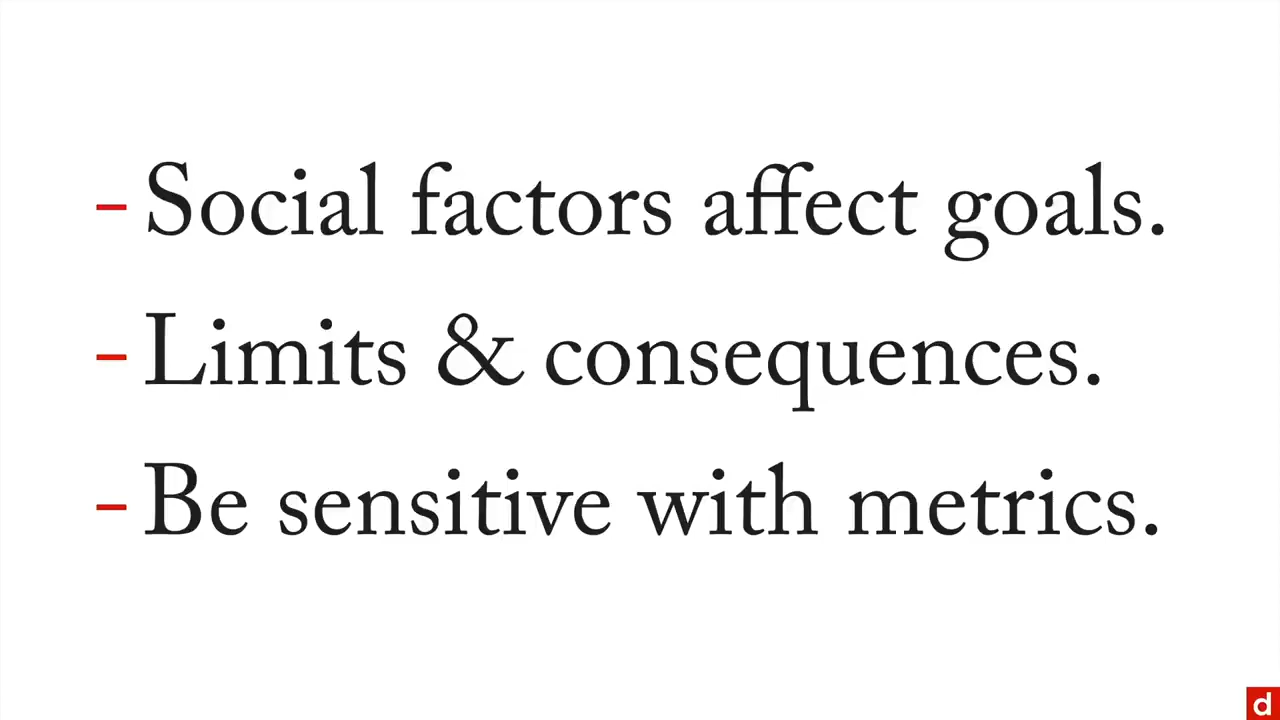 – Social factors affect goals.
– Limits & consequences.
– Be sensitive with metrics.
d